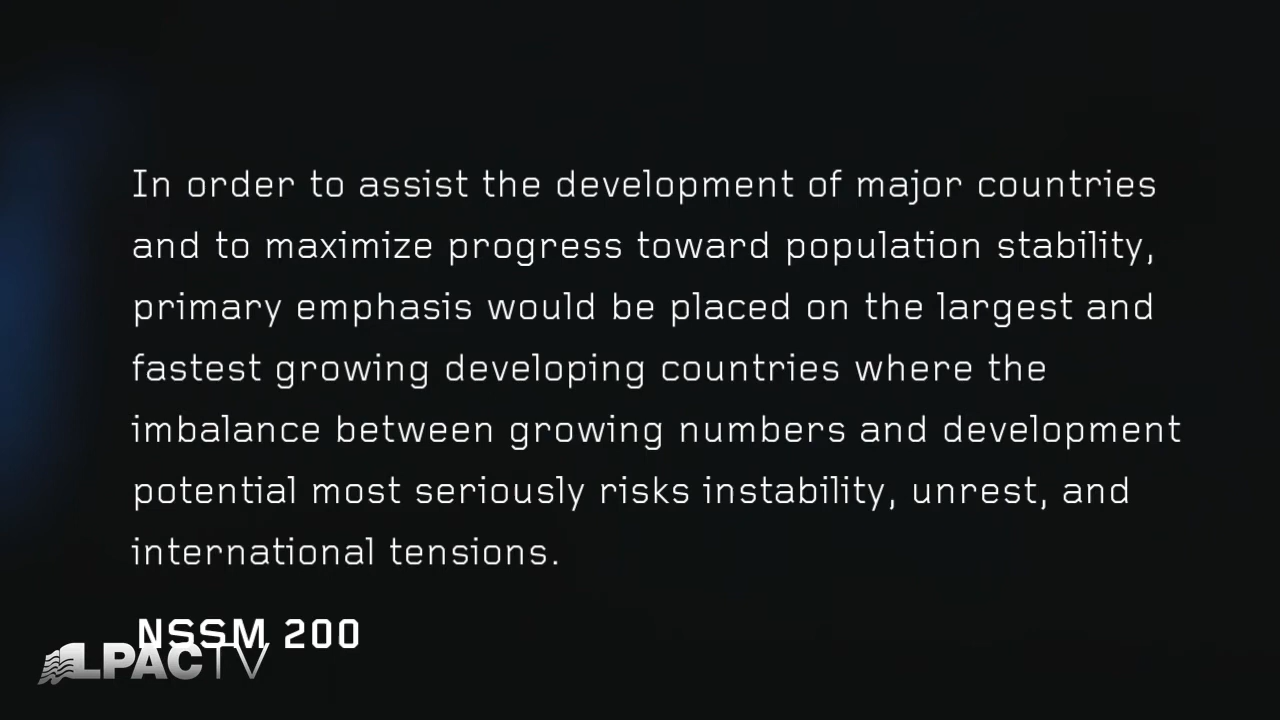 In order to assist the development of major countries
and to maximize progress toward population stability,
primary emphasis would be placed on the largest and
fastest growing developing countries where the
imbalance between growing numbers and development
potential most seriously risks instability, unrest, and
international tensions.
NSSM 200
LPACTV